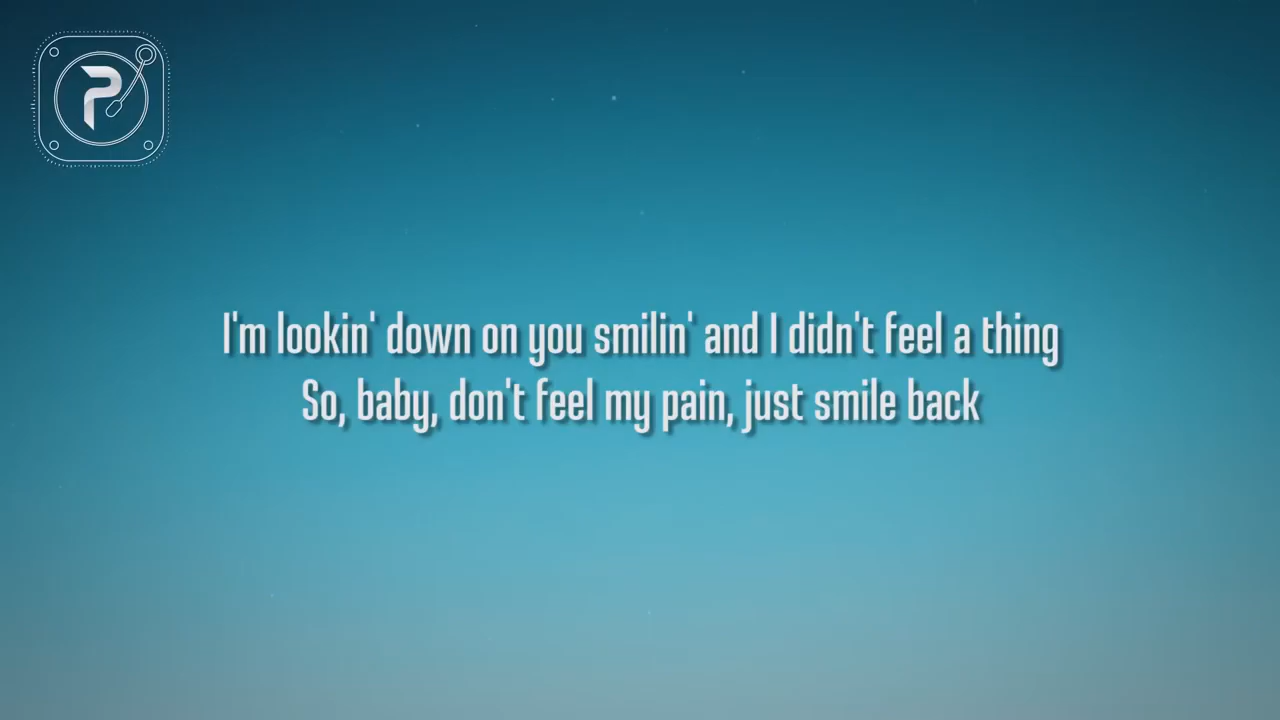 P
I'm lookin' down on you smilin' and I didn't feel a thing
So, baby, don't feel my pain, just smile back